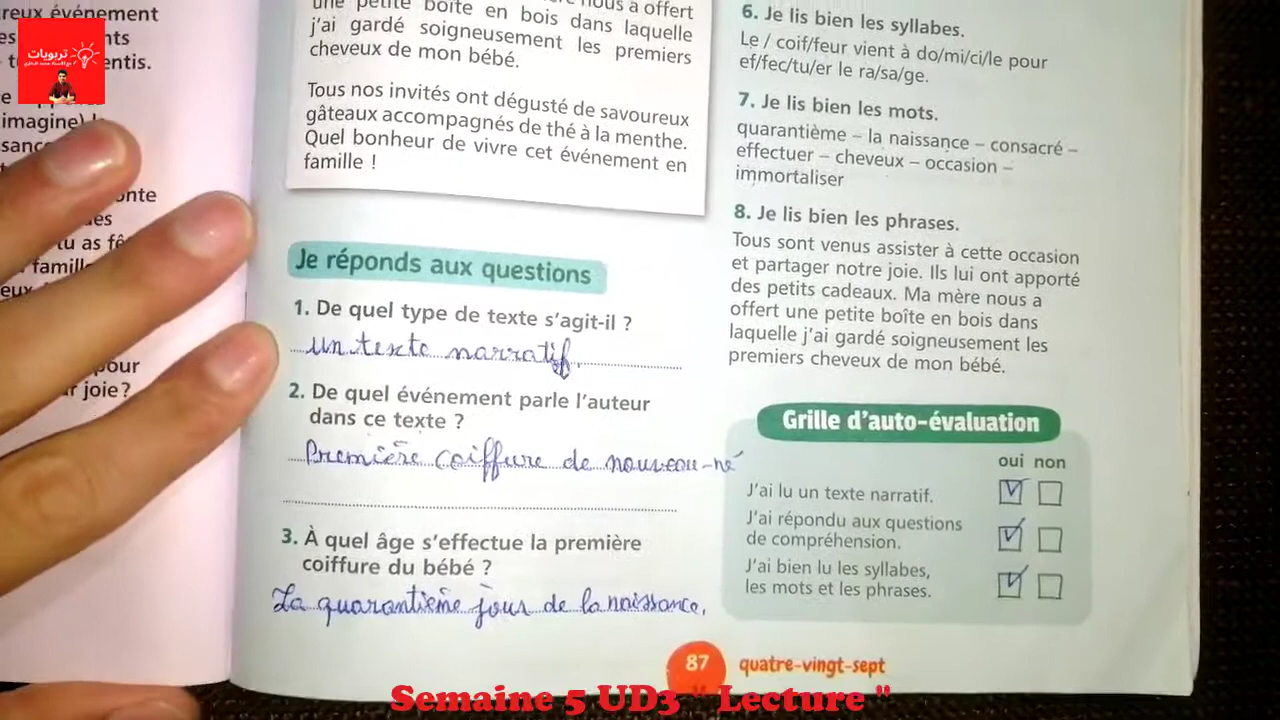 reux événement
nts
entis.
تربويات
imagine)
onte
tu as fê
famill
pour
joie ?
une petite boîte en bois dans laquelle
j'ai gardé soigneusement les premiers
cheveux de mon bébé.
Tous nos invités ont dégusté de savoureux
gâteaux accompagnés de thé à la menthe.
Quel bonheur de vivre cet événement en
famille !
Je réponds aux questions
1. De quel type de texte s'agit-il ?
un texte narratif.
2. De quel événement parle l'auteur
dans ce texte ?
Première coiffure de nouveau-né
3. À quel âge s'effectue la première
coiffure du bébé ?
La quarantième jour de la naissance.
6. Je lis bien les syllabes.
Le / coif/feur vient à do/mi/ci/le pour
ef/fec/tu/er le ra/sa/ge.
7. Je lis bien les mots.
quarantième – la naissance – consacré –
effectuer – cheveux – occasion –
immortaliser
8. Je lis bien les phrases.
Tous sont venus assister à cette occasion
et partager notre joie. Ils lui ont apporté
des petits cadeaux. Ma mère nous a
offert une petite boîte en bois dans
laquelle j'ai gardé soigneusement les
premiers cheveux de mon bébé.
Grille d'auto-évaluation
oui non
J'ai lu un texte narratif.
J'ai répondu aux questions
de compréhension.
J'ai bien lu les syllabes,
les mots et les phrases.
87 quatre-vingt-sept
Semaine 5 UD3 " Lecture "